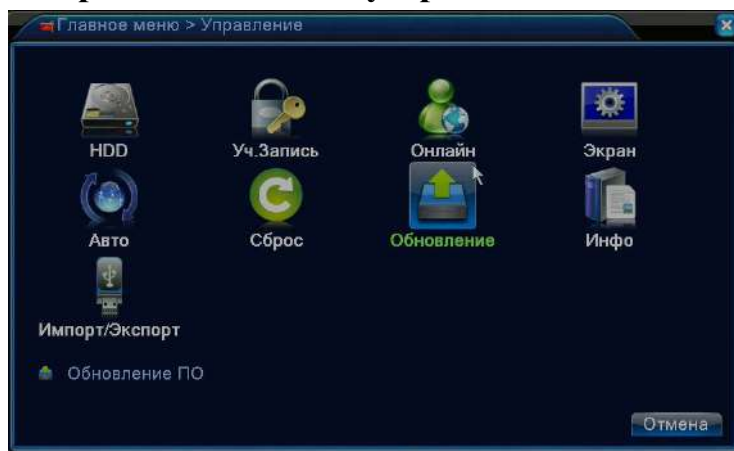 Главное меню > Управление
HDD Уч.Запись Онлайн Экран
Авто Сброс Обновление Инфо
Импорт/Экспорт
Обновление ПО
Отмена